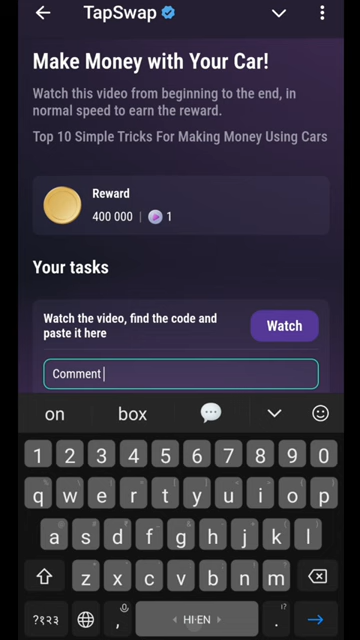 TapSwap
Make Money with Your Car!
Watch this video from beginning to the end, in
normal speed to earn the reward.
Top 10 Simple Tricks For Making Money Using Cars
Reward
400 000 | 1
Your tasks
Watch the video, find the code and
paste it here
Watch
Comment
on box
1 2 3 4 5 6 7 8 9 0
q w e r t y u i o p
a s d f g h j k l
z x c v b n m
?१२३ , HI·EN .